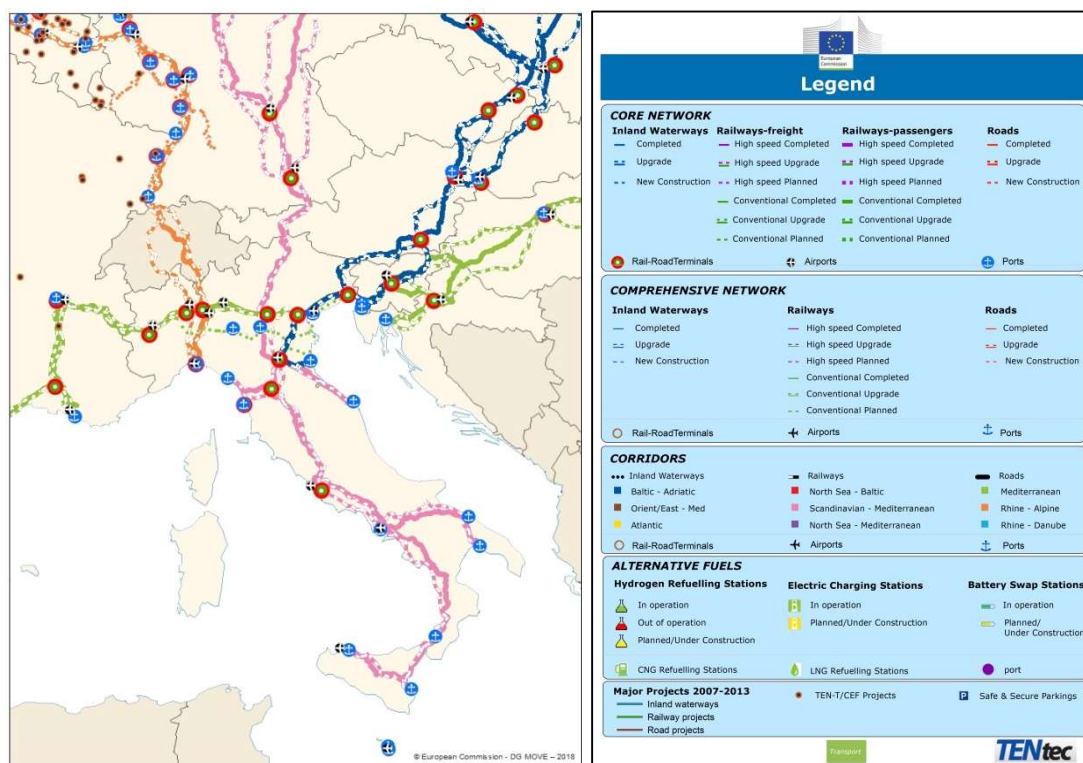 © European Commission - DG MOVE – 2018
European
Commission
Legend
CORE NETWORK
Inland Waterways
Completed
Upgrade
New Construction
Railways-freight
High speed Completed
High speed Upgrade
High speed Planned
Conventional Completed
Conventional Upgrade
Conventional Planned
Railways-passengers
High speed Completed
High speed Upgrade
High speed Planned
Conventional Completed
Conventional Upgrade
Conventional Planned
Roads
Completed
Upgrade
New Construction
Rail-RoadTerminals
Airports
Ports
COMPREHENSIVE NETWORK
Inland Waterways
Completed
Upgrade
New Construction
Railways
High speed Completed
High speed Upgrade
High speed Planned
Conventional Completed
Conventional Upgrade
Conventional Planned
Roads
Completed
Upgrade
New Construction
Rail-RoadTerminals
Airports
Ports
CORRIDORS
Inland Waterways
Railways
Roads
Baltic - Adriatic
North Sea - Baltic
Mediterranean
Orient/East - Med
Scandinavian - Mediterranean
Rhine - Alpine
Atlantic
North Sea - Mediterranean
Rhine - Danube
Rail-RoadTerminals
Airports
Ports
ALTERNATIVE FUELS
Hydrogen Refuelling Stations
In operation
Out of operation
Planned/Under Construction
CNG Refuelling Stations
Electric Charging Stations
In operation
Planned/Under Construction
LNG Refuelling Stations
Battery Swap Stations
In operation
Planned/
Under Construction
port
Major Projects 2007-2013
Inland waterways
Railway projects
Road projects
TEN-T/CEF Projects
P
Safe & Secure Parkings
Transport
TENtec